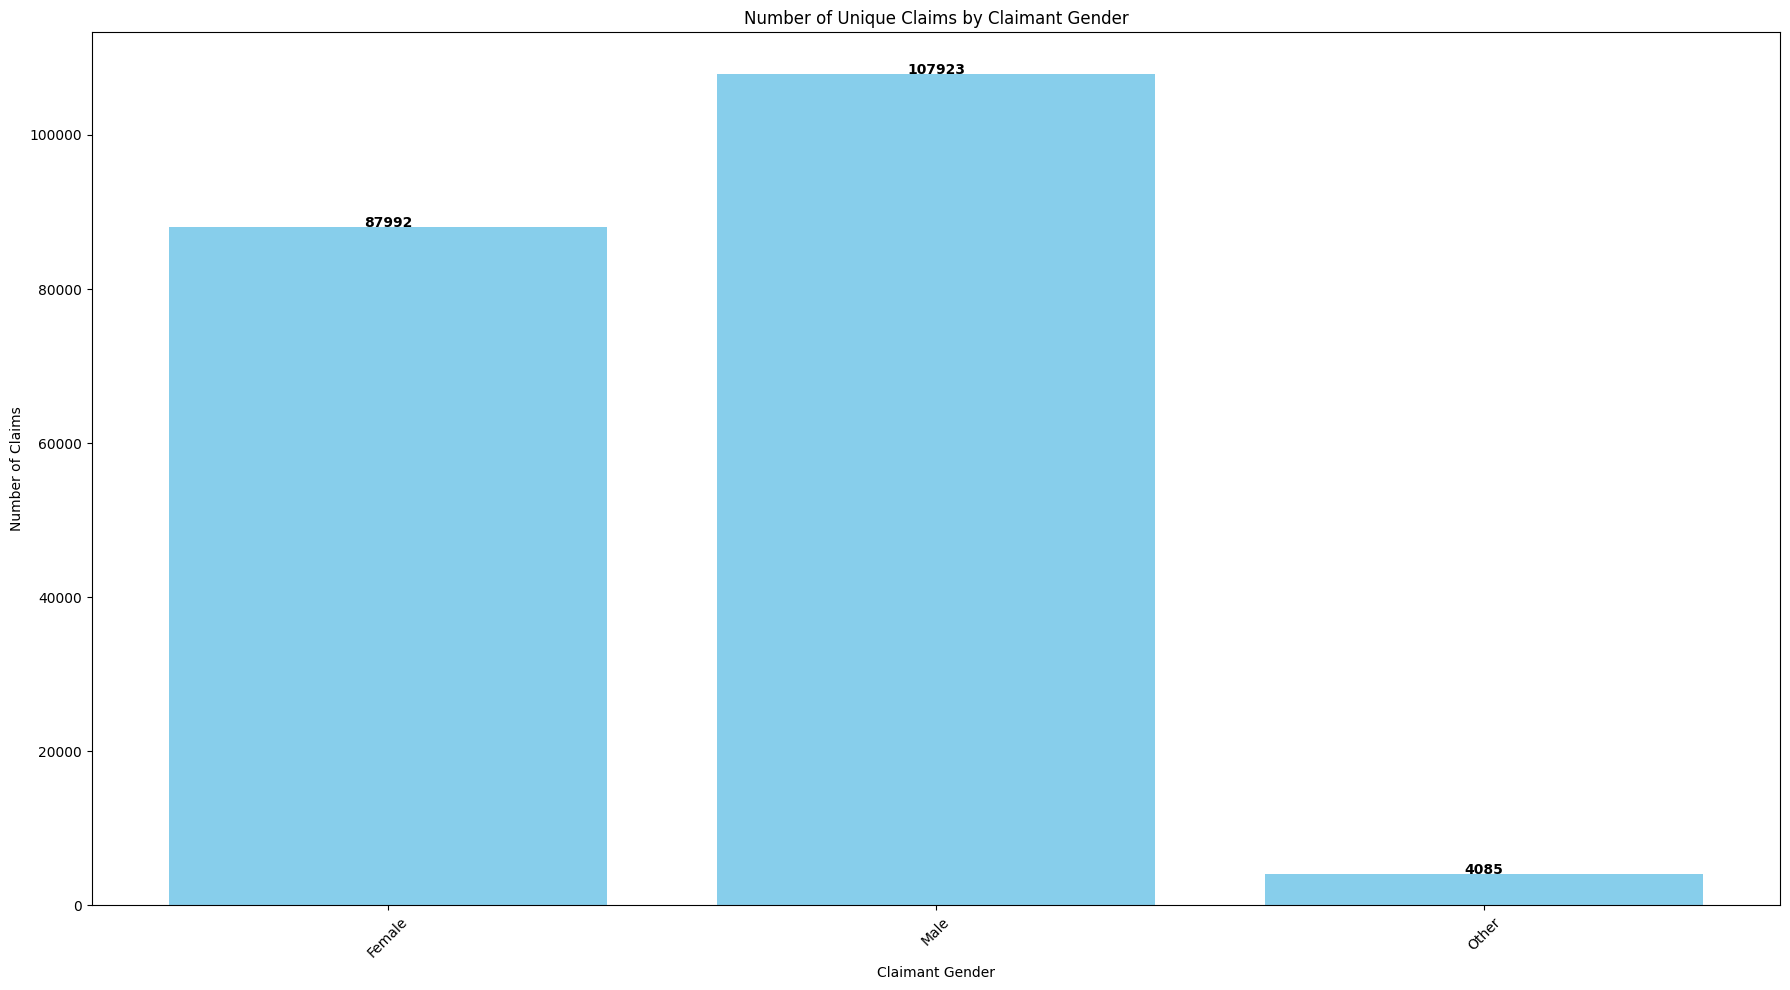 Number of Unique Claims by Claimant Gender
107923
100000
87992
80000
Number of Claims
60000
40000
20000
4085
0
Female
Male
Other
Claimant Gender